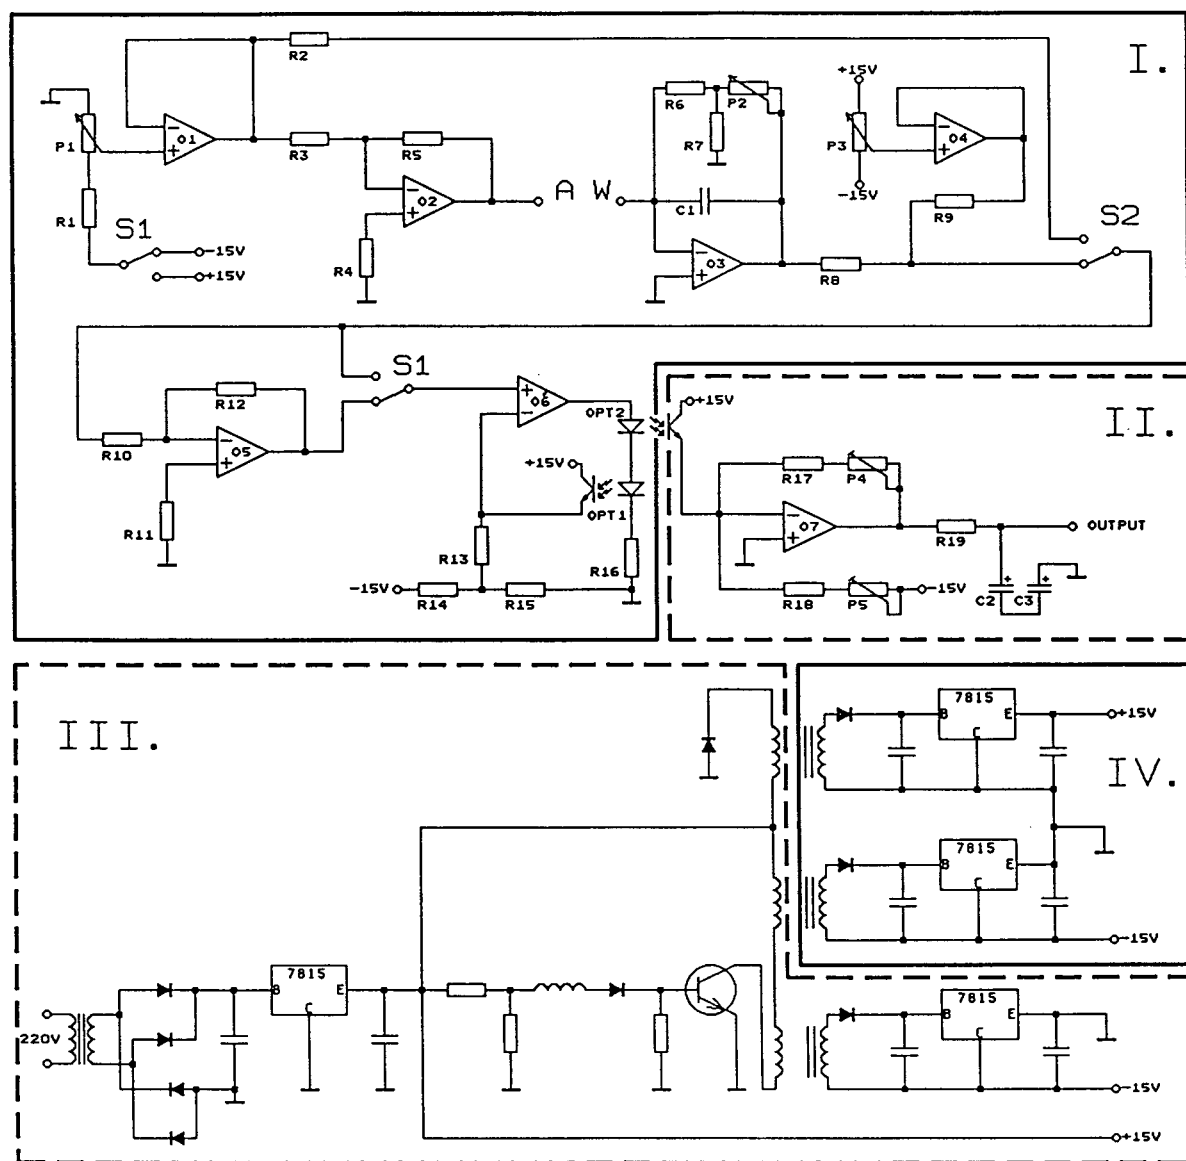 I.
R2
+15V
R6
P2
P1
O1
R3
R5
R7
P3
O4
A W
O2
C1
-15V
R9
R1
S1
-15V
+15V
R4
O3
R8
S2
S1
R12
O6
OPT2
+15V
II.
R10
O5
+15V
R17
P4
OPT1
R11
O7
R19
OUTPUT
R13
R16
-15V
R14
R15
R18
P5
-15V
C2
+
C3
+
III.
B
7815
E
C
+15V
IV.
B
7815
E
C
-15V
220V
B
7815
E
C
B
7815
E
C
-15V
+15V